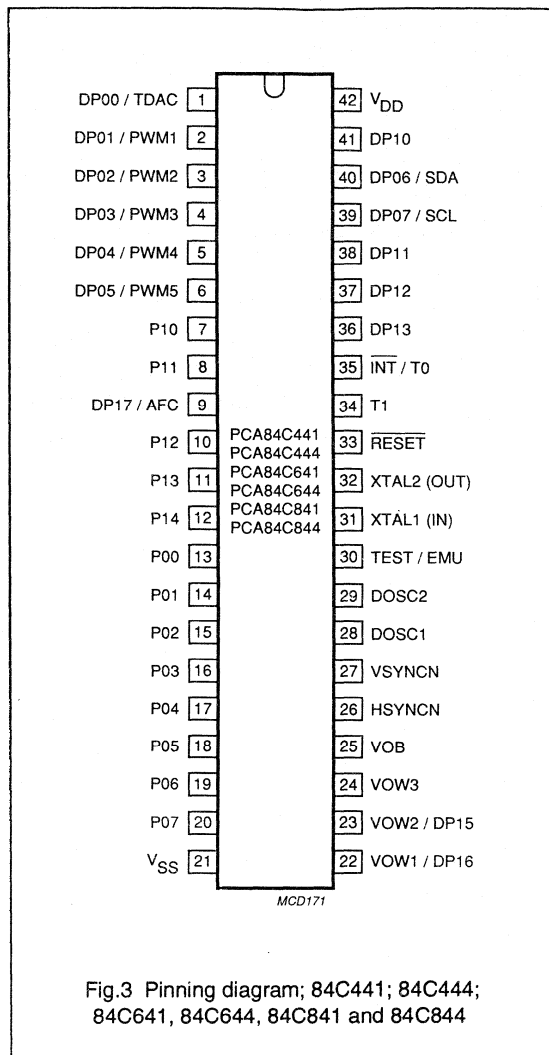 DP00 / TDAC 1 42 VDD
DP01 / PWM1 2 41 DP10
DP02 / PWM2 3 40 DP06 / SDA
DP03 / PWM3 4 39 DP07 / SCL
DP04 / PWM4 5 38 DP11
DP05 / PWM5 6 37 DP12
P10 7 36 DP13
P11 8 35 INT / T0
DP17 / AFC 9 34 T1
P12 10 PCA84C441 33 RESET
PCA84C444
P13 11 PCA84C641 32 XTAL2 (OUT)
PCA84C644
P14 12 PCA84C841 31 XTAL1 (IN)
PCA84C844
P00 13 30 TEST / EMU
P01 14 29 DOSC2
P02 15 28 DOSC1
P03 16 27 VSYNCN
P04 17 26 HSYNCN
P05 18 25 VOB
P06 19 24 VOW3
P07 20 23 VOW2 / DP15
VSS 21 22 VOW1 / DP16
MCD171
Fig.3 Pinning diagram; 84C441; 84C444;
84C641, 84C644, 84C841 and 84C844